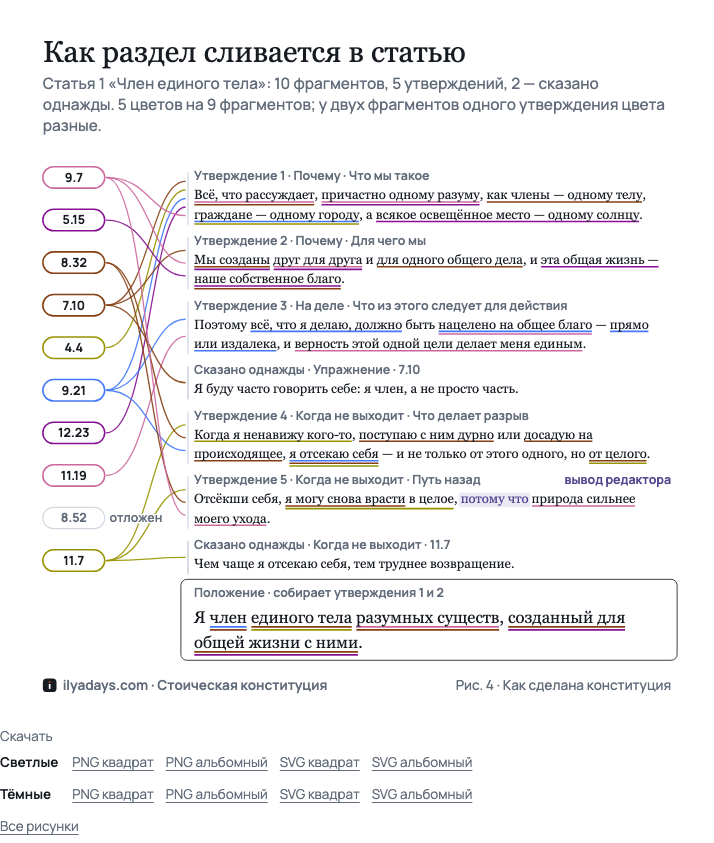 Как раздел сливается в статью
Статья 1 «Член единого тела»: 10 фрагментов, 5 утверждений, 2 — сказано
однажды. 5 цветов на 9 фрагментов; у двух фрагментов одного утверждения цвета
разные.
9.7
5.15
8.32
7.10
4.4
9.21
12.23
11.19
8.52 отложен
11.7
Утверждение 1 · Почему · Что мы такое
Всё, что рассуждает, причастно одному разуму, как члены — одному телу,
граждане — одному городу, а всякое освещённое место — одному солнцу.
Утверждение 2 · Почему · Для чего мы
Мы созданы друг для друга и для одного общего дела, и эта общая жизнь —
наше собственное благо.
Утверждение 3 · На деле · Что из этого следует для действия
Поэтому всё, что я делаю, должно быть нацелено на общее благо — прямо
или издалека, и верность этой одной цели делает меня единым.
Сказано однажды · Упражнение · 7.10
Я буду часто говорить себе: я член, а не просто часть.
Утверждение 4 · Когда не выходит · Что делает разрыв
Когда я ненавижу кого-то, поступаю с ним дурно или досадую на
происходящее, я отсекаю себя — и не только от этого одного, но от целого.
Утверждение 5 · Когда не выходит · Путь назад вывод редактора
Отсёкши себя, я могу снова врасти в целое, потому что природа сильнее
моего ухода.
Сказано однажды · Когда не выходит · 11.7
Чем чаще я отсекаю себя, тем труднее возвращение.
Положение · собирает утверждения 1 и 2
Я член единого тела разумных существ, созданный для
общей жизни с ними.
ilyadays.com · Стоическая конституция
Рис. 4 · Как сделана конституция
Скачать
Светлые PNG квадрат PNG альбомный SVG квадрат SVG альбомный
Тёмные PNG квадрат PNG альбомный SVG квадрат SVG альбомный
Все рисунки